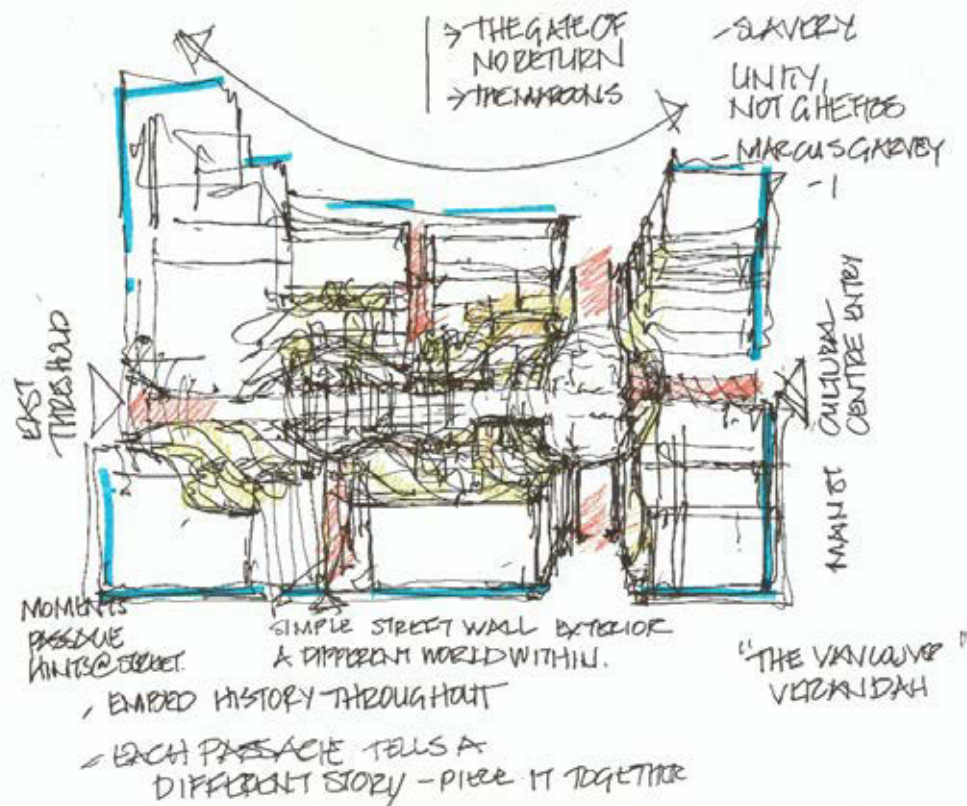 → THE GATE OF
NO RETURN
→ THE MAROONS
- SLAVERY
UNITY,
NOT GHETTOS
- MARCUS GARVEY
- 1
EAST
THRESHOLD
CULTURAL
CENTRE ENTRY
MAIN ST
MOMENTS
PASSAGE
HINTS @ STREET.
SIMPLE STREET WALL EXTERIOR
A DIFFERENT WORLD WITHIN.
"THE VANCOUVER"
VERANDAH
- EMBED HISTORY THROUGHOUT
- EACH PASSAGE TELLS A
DIFFERENT STORY - PIECE IT TOGETHER